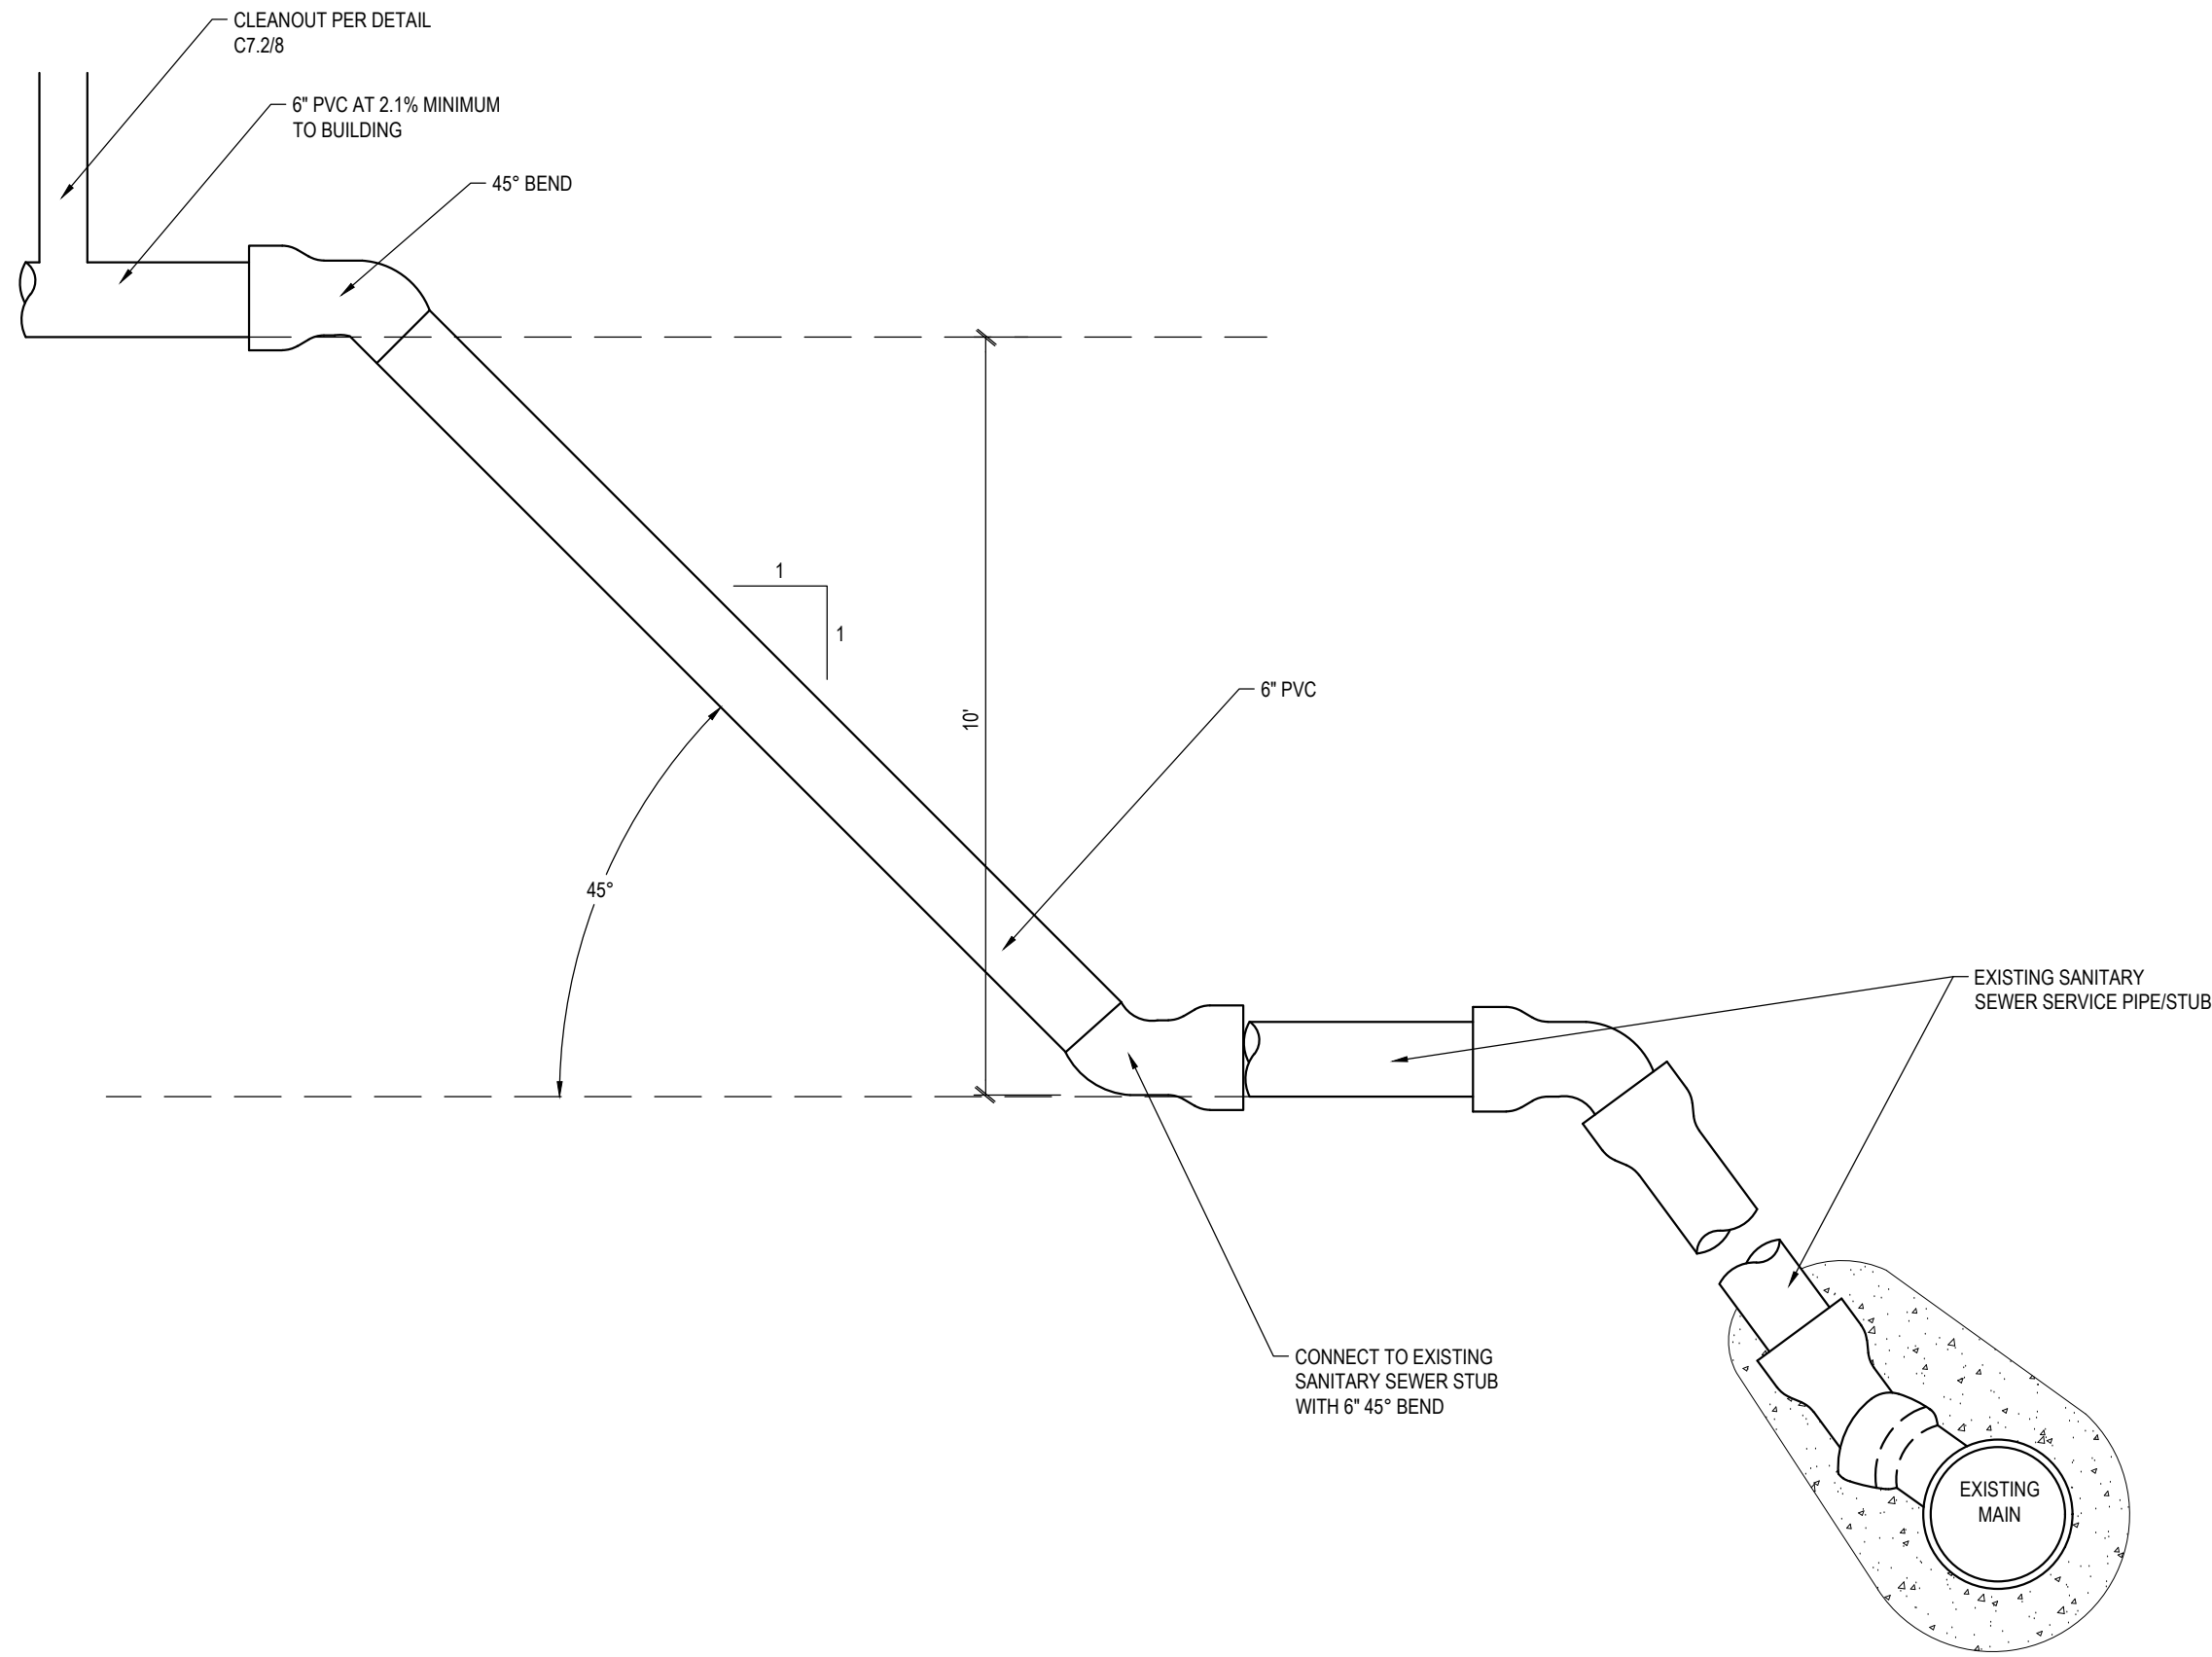 CLEANOUT PER DETAIL
C7.2/8
6" PVC AT 2.1% MINIMUM
TO BUILDING
45° BEND
1
1
6" PVC
10'
45°
EXISTING SANITARY
SEWER SERVICE PIPE/STUB
CONNECT TO EXISTING
SANITARY SEWER STUB
WITH 6" 45° BEND
EXISTING
MAIN